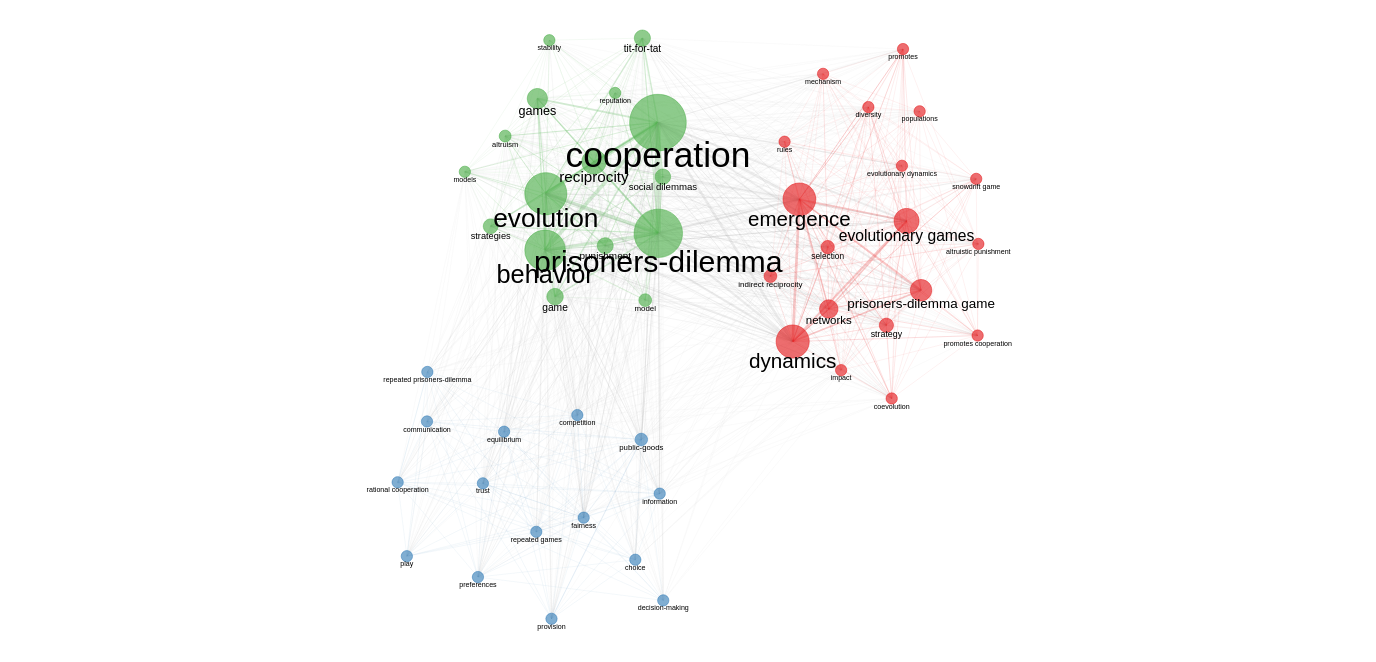 stability
tit-for-tat
promotes
mechanism
reputation
games
diversity
populations
altruism
rules
cooperation
reciprocity
evolutionary dynamics
models
social dilemmas
snowdrift game
evolution
emergence
strategies
evolutionary games
altruistic punishment
punishment
selection
prisoners-dilemma
behavior
indirect reciprocity
game
model
prisoners-dilemma game
networks
strategy
promotes cooperation
dynamics
impact
repeated prisoners-dilemma
coevolution
competition
communication
equilibrium
public-goods
rational cooperation
trust
information
fairness
repeated games
play
choice
preferences
decision-making
provision